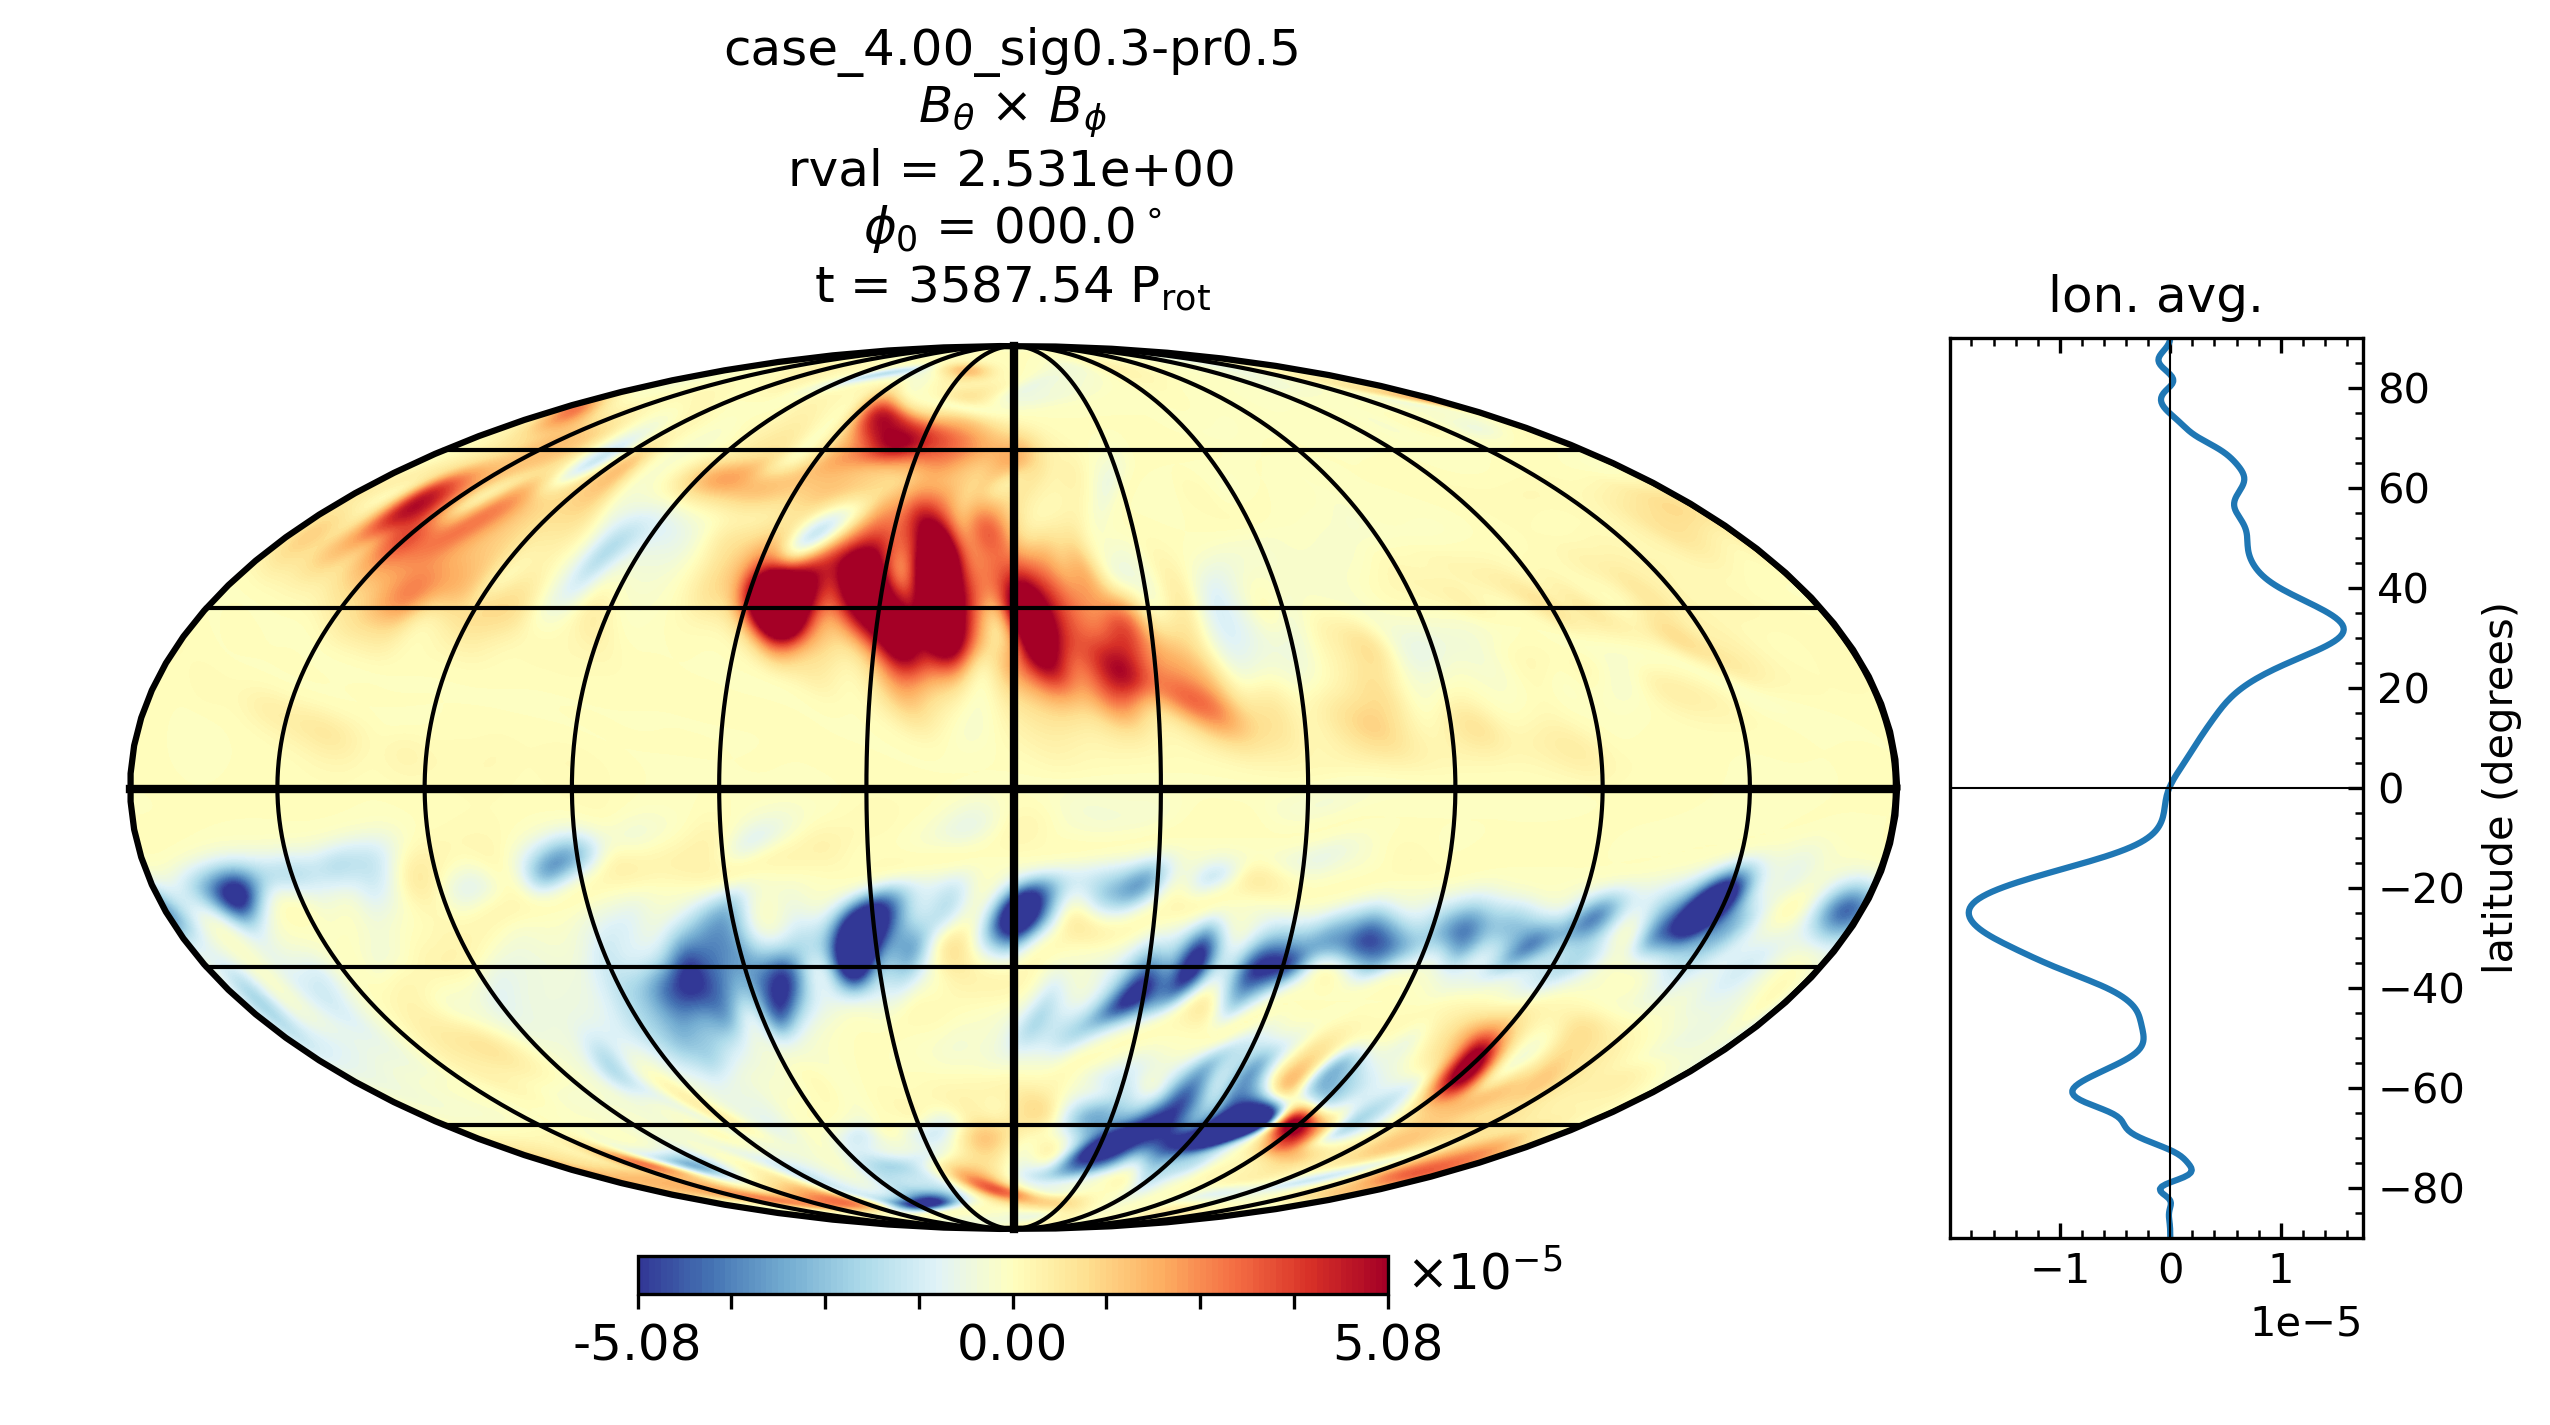 case_4.00_sig0.3-pr0.5
B_θ × B_ϕ
rval = 2.531e+00
ϕ_0 = 000.0°
t = 3587.54 P_rot
lon. avg.
80
60
40
20
0
−20
−40
−60
−80
latitude (degrees)
−1 0 1
1e−5
×10^−5
-5.08 0.00 5.08